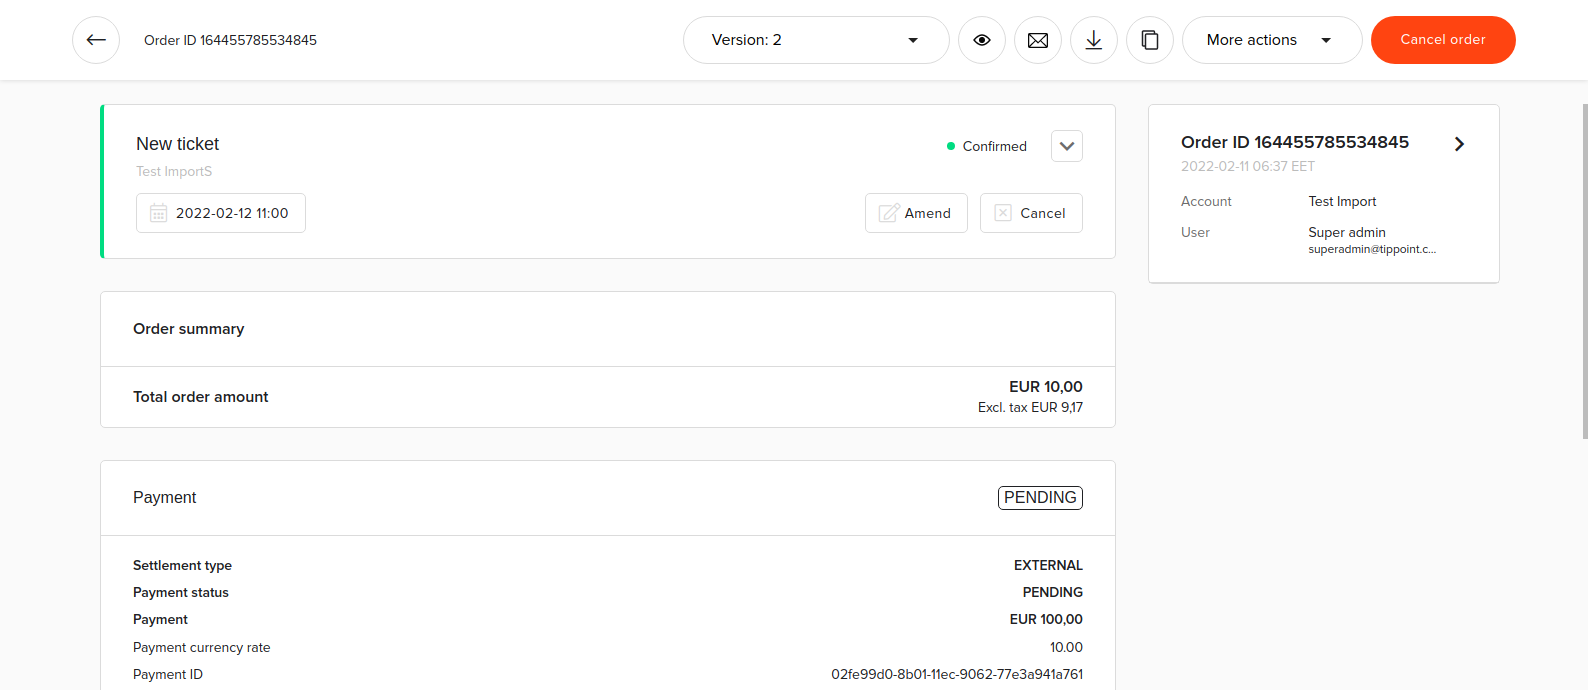 Order ID 164455785534845
Version: 2
More actions
Cancel order
New ticket
Confirmed
Test ImportS
2022-02-12 11:00
Amend
Cancel
Order ID 164455785534845
2022-02-11 06:37 EET
Account Test Import
User Super admin
superadmin@tippoint.c...
Order summary
Total order amount EUR 10,00
Excl. tax EUR 9,17
Payment PENDING
Settlement type EXTERNAL
Payment status PENDING
Payment EUR 100,00
Payment currency rate 10.00
Payment ID 02fe99d0-8b01-11ec-9062-77e3a941a761